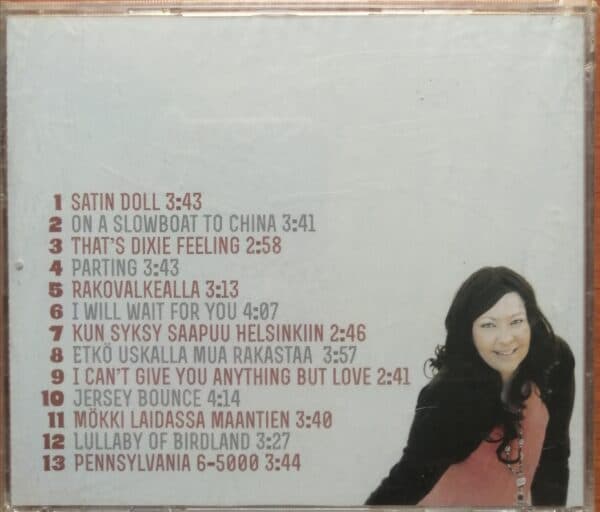 1 SATIN DOLL 3:43
2 ON A SLOWBOAT TO CHINA 3:41
3 THAT'S DIXIE FEELING 2:58
4 PARTING 3:43
5 RAKOVALKEALLA 3:13
6 I WILL WAIT FOR YOU 4:07
7 KUN SYKSY SAAPUU HELSINKIIN 2:46
8 ETKÖ USKALLA MUA RAKASTAA 3:57
9 I CAN'T GIVE YOU ANYTHING BUT LOVE 2:41
10 JERSEY BOUNCE 4:14
11 MÖKKI LAIDASSA MAANTIEN 3:40
12 LULLABY OF BIRDLAND 3:27
13 PENNSYLVANIA 6-5000 3:44